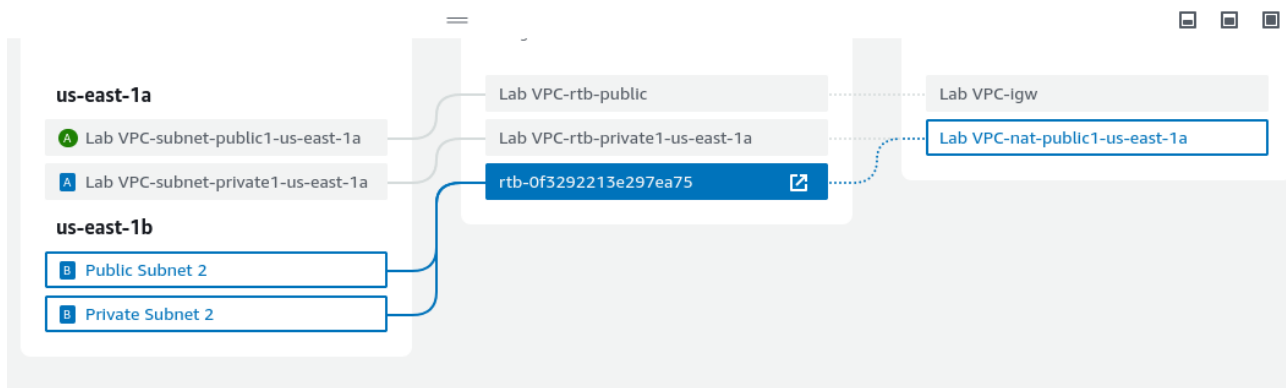 us-east-1a
A Lab VPC-subnet-public1-us-east-1a
A Lab VPC-subnet-private1-us-east-1a
us-east-1b
B Public Subnet 2
B Private Subnet 2
Lab VPC-rtb-public
Lab VPC-rtb-private1-us-east-1a
rtb-0f3292213e297ea75
Lab VPC-igw
Lab VPC-nat-public1-us-east-1a